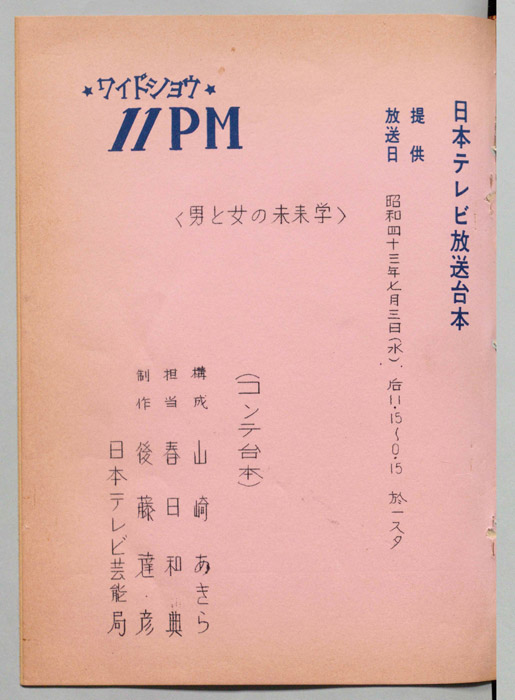 日本テレビ放送台本
提供
放送日 昭和四十三年七月三日(水) 后11.15〜0.15 於一スタ
★ワイドショウ★
11PM
〈男と女の未来学〉
(コンテ台本)
構成 山崎あきら
担当 春日和典
制作 後藤達彦
日本テレビ芸能局